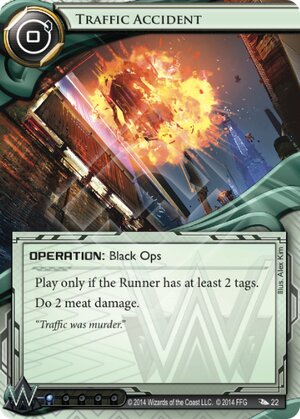 TRAFFIC ACCIDENT
0
OPERATION: Black Ops
Play only if the Runner has at least 2 tags.
Do 2 meat damage.
"Traffic was murder."
Illus. Alex Kim
© 2014 Wizards of the Coast LLC. © 2014 FFG 22